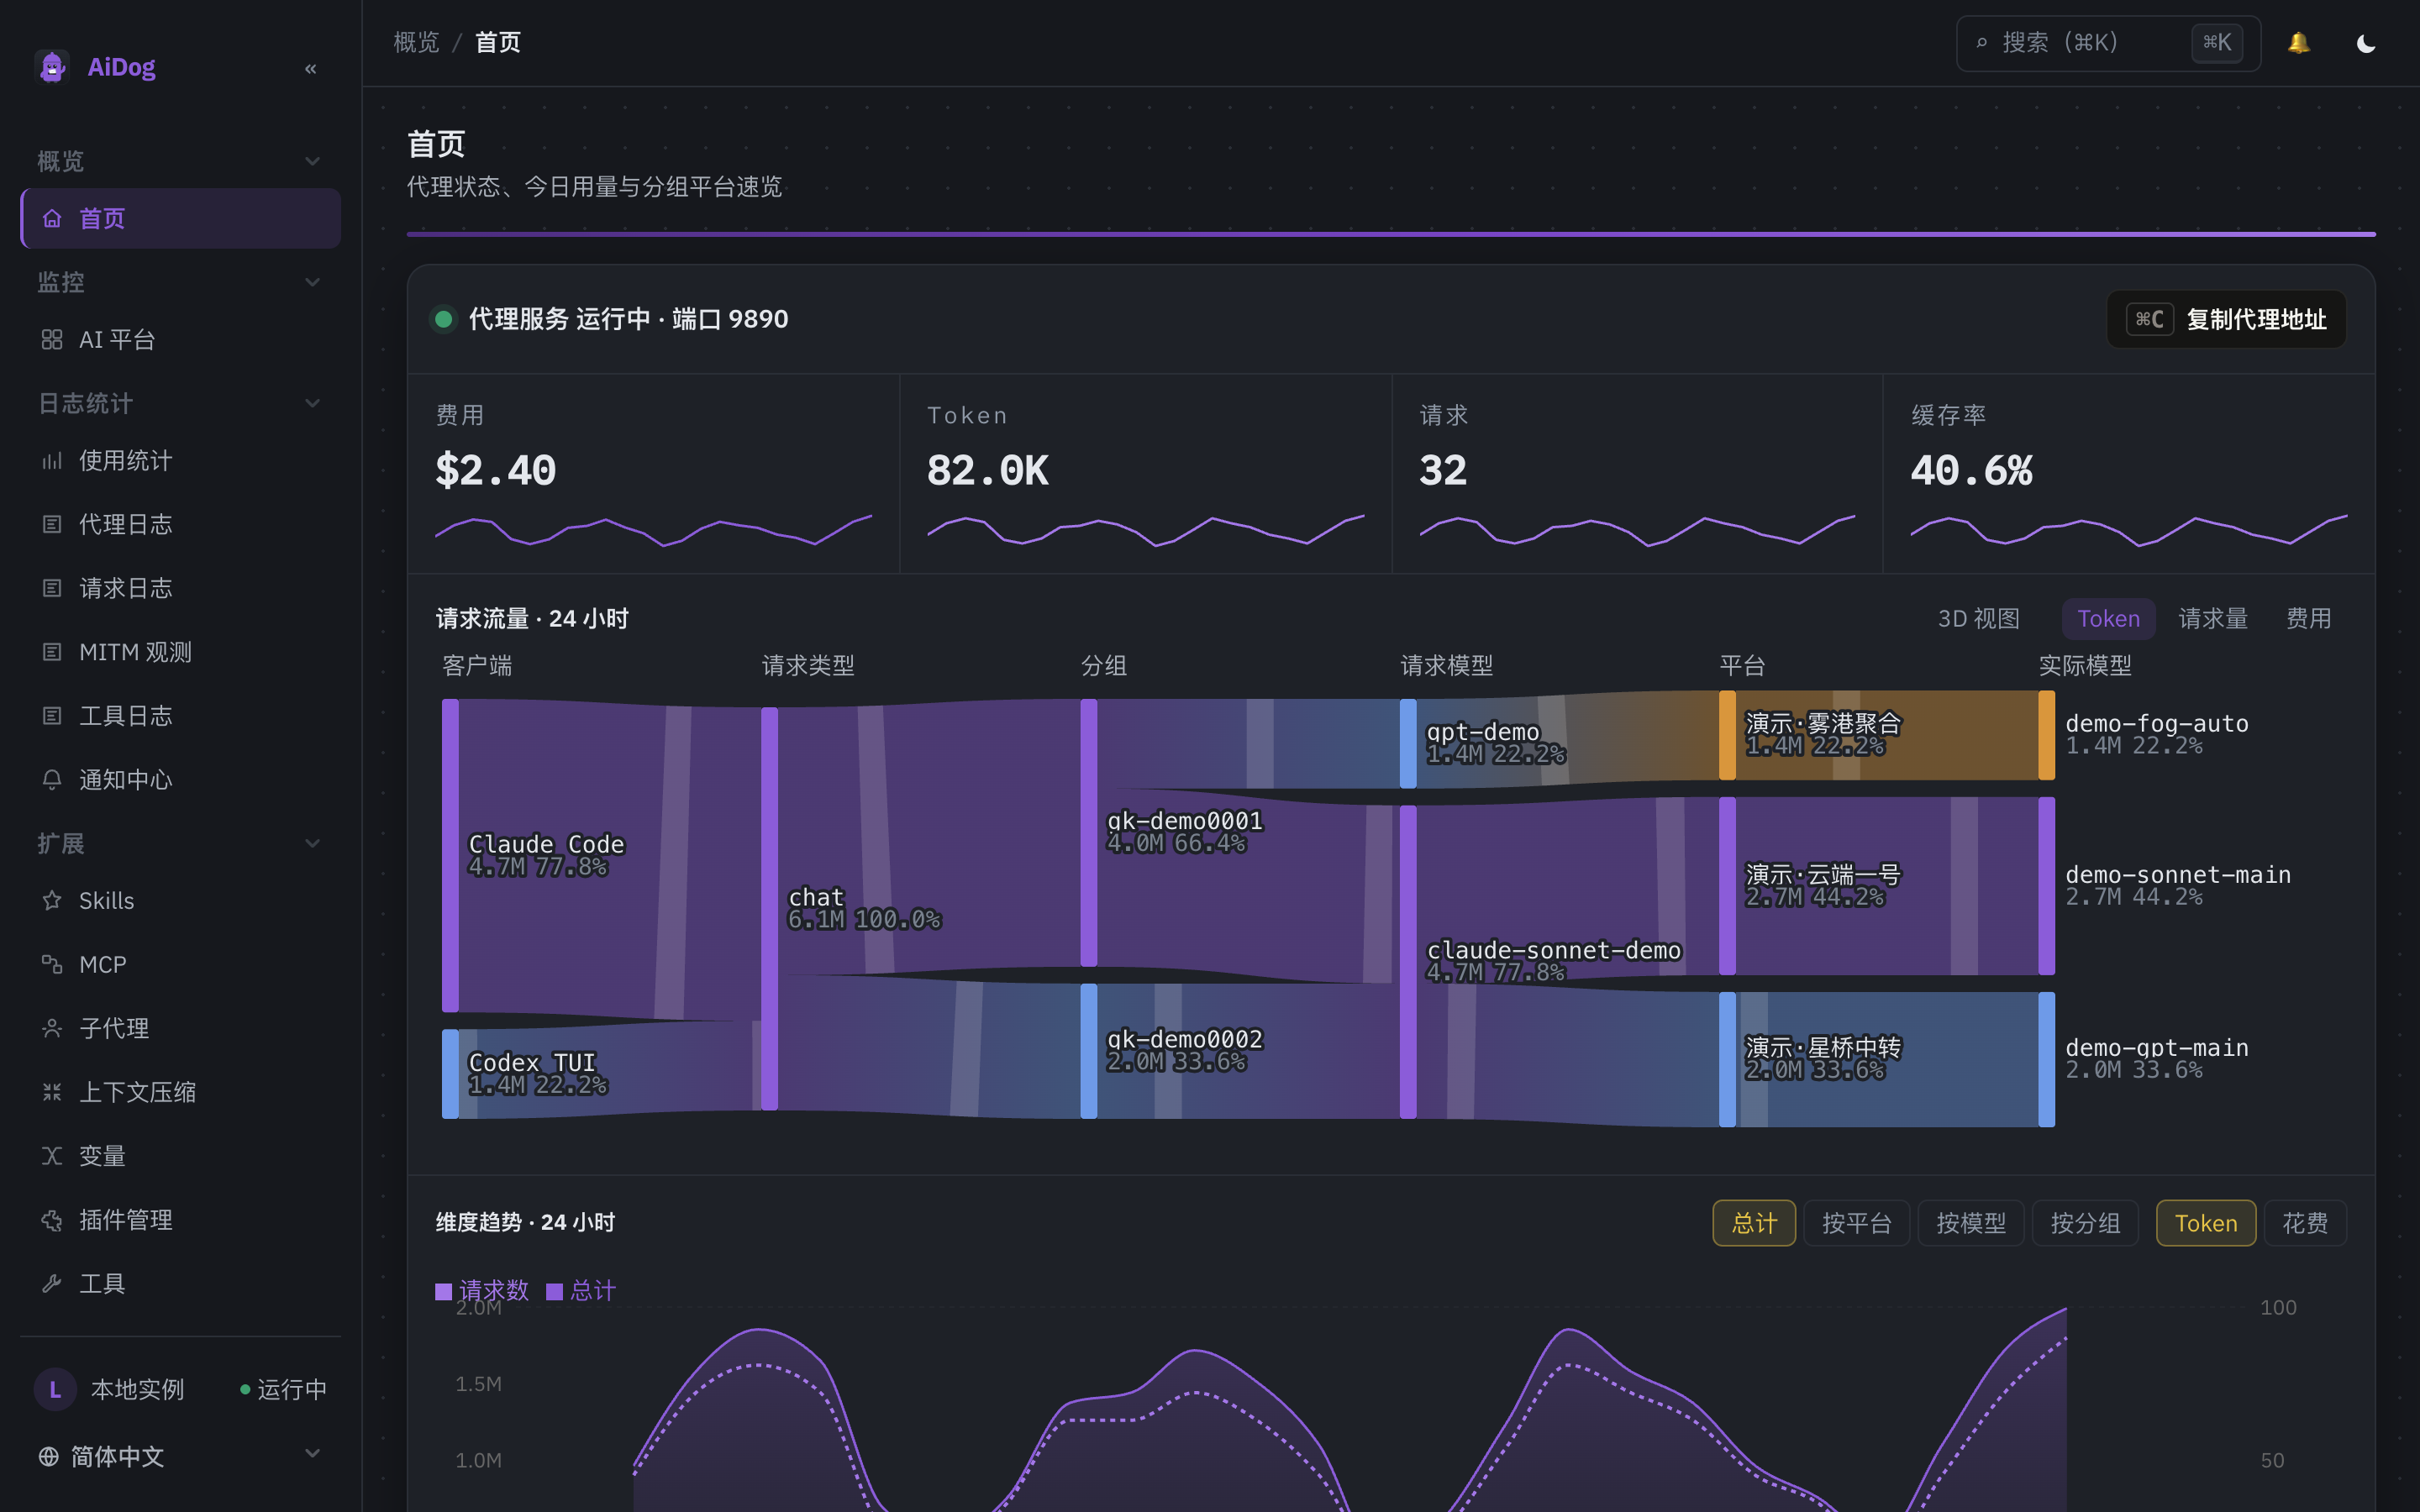 AiDog «
概览
首页
监控
AI 平台
日志统计
使用统计
代理日志
请求日志
MITM 观测
工具日志
通知中心
扩展
Skills
MCP
子代理
上下文压缩
变量
插件管理
工具
L 本地实例 运行中
简体中文
概览 / 首页
搜索 (⌘K) ⌘K
首页
代理状态、今日用量与分组平台速览
代理服务 运行中 · 端口 9890
⌘C 复制代理地址
费用
$2.40
Token
82.0K
请求
32
缓存率
40.6%
请求流量 · 24 小时
3D 视图 Token 请求量 费用
客户端 请求类型 分组 请求模型 平台 实际模型
Claude Code
4.7M 77.8%
Codex TUI
1.4M 22.2%
chat
6.1M 100.0%
gk-demo0001
4.0M 66.4%
gk-demo0002
2.0M 33.6%
gpt-demo
1.4M 22.2%
claude-sonnet-demo
4.7M 77.8%
演示·雾港聚合
1.4M 22.2%
演示·云端一号
2.7M 44.2%
演示·星桥中转
2.0M 33.6%
demo-fog-auto
1.4M 22.2%
demo-sonnet-main
2.7M 44.2%
demo-gpt-main
2.0M 33.6%
维度趋势 · 24 小时
总计 按平台 按模型 按分组 Token 花费
请求数 总计
2.0M 100
1.5M
1.0M 50